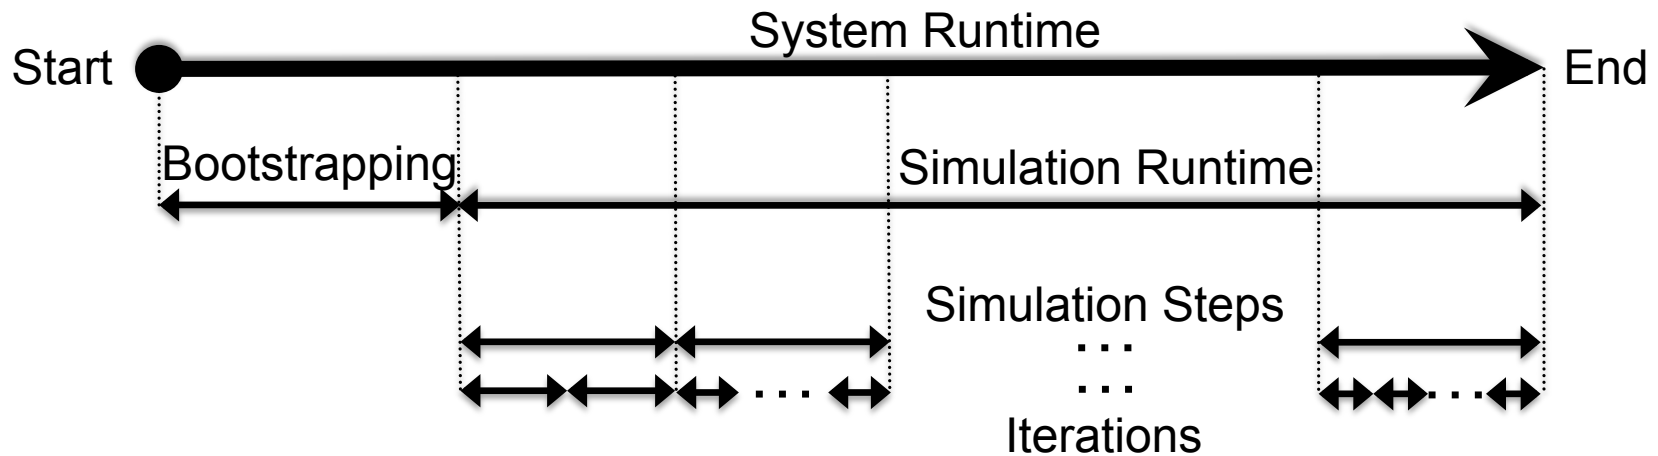 System Runtime
Start
End
Bootstrapping
Simulation Runtime
Simulation Steps
. . .
. . . . . . . . .
Iterations